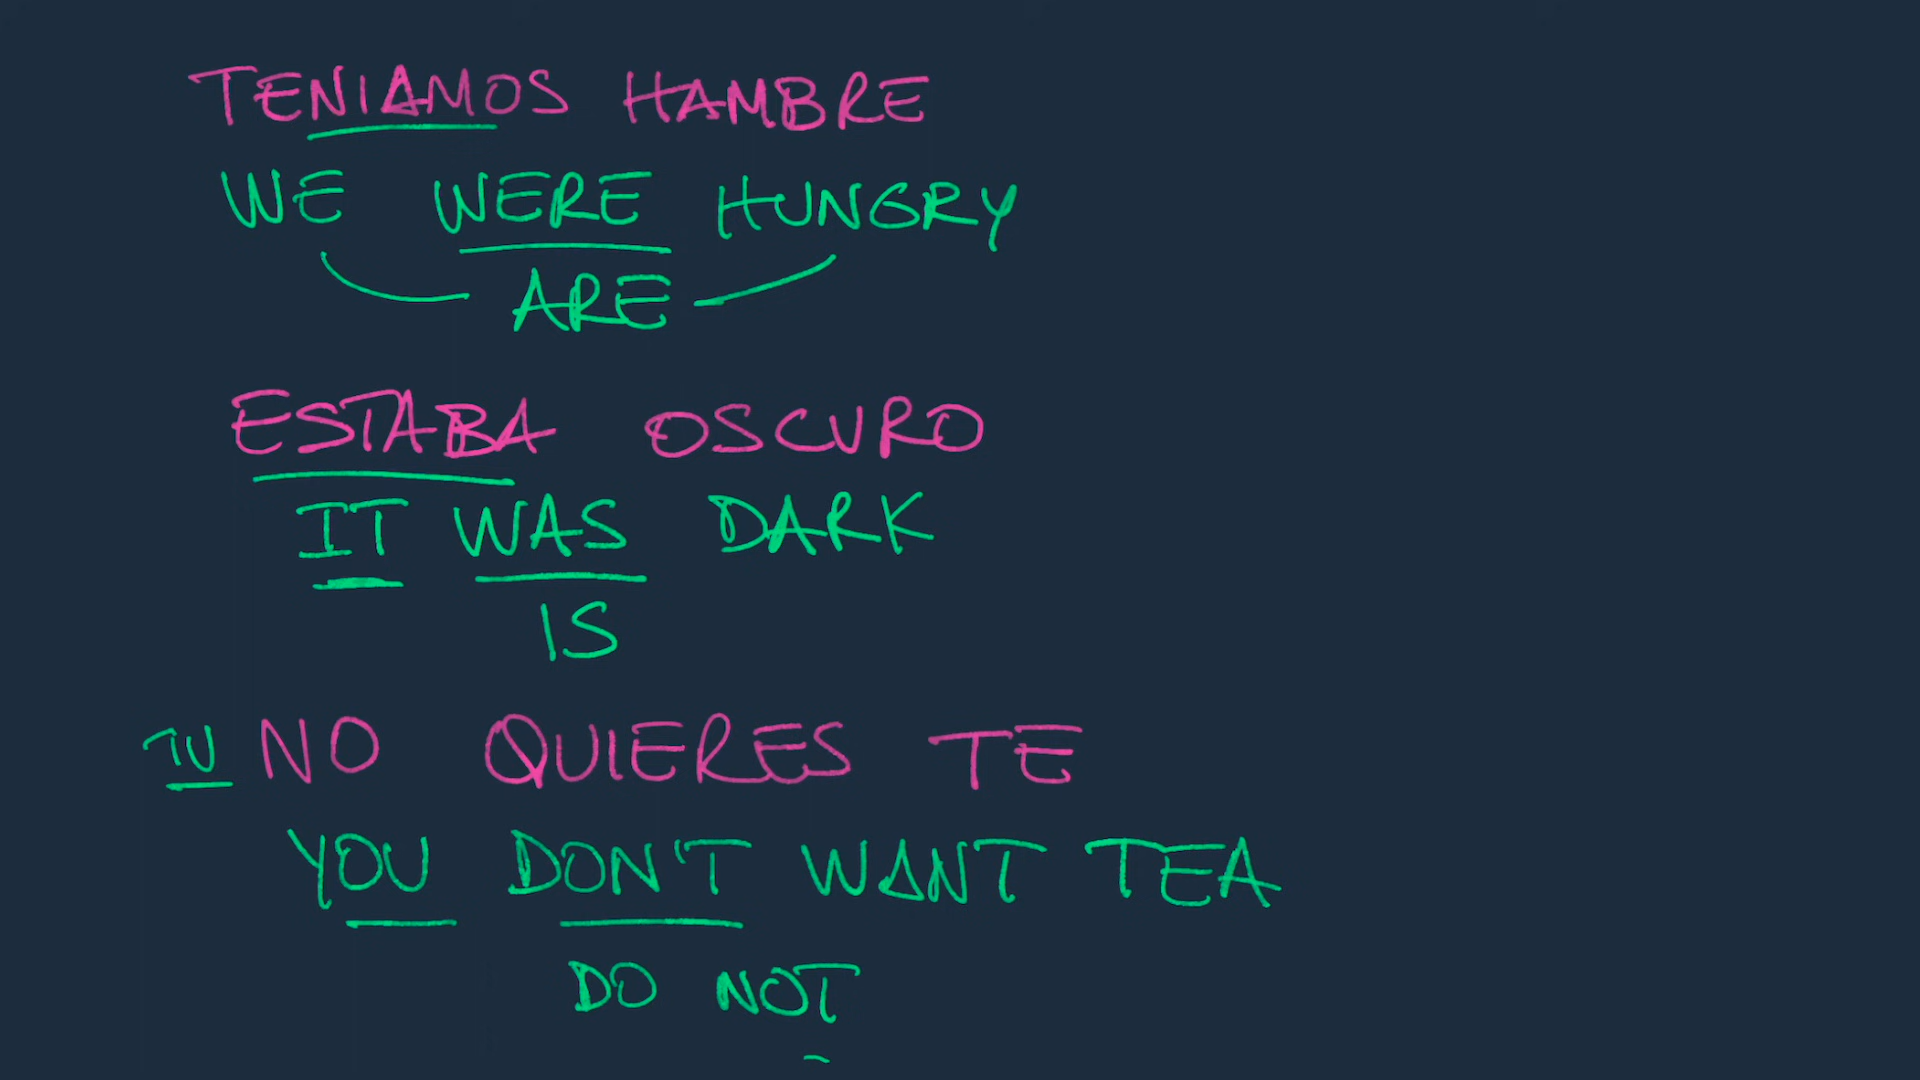 TENIAMOS HAMBRE
WE WERE HUNGRY
ARE
ESTABA OSCURO
IT WAS DARK
IS
TU NO QUIERES TE
YOU DON'T WANT TEA
DO NOT